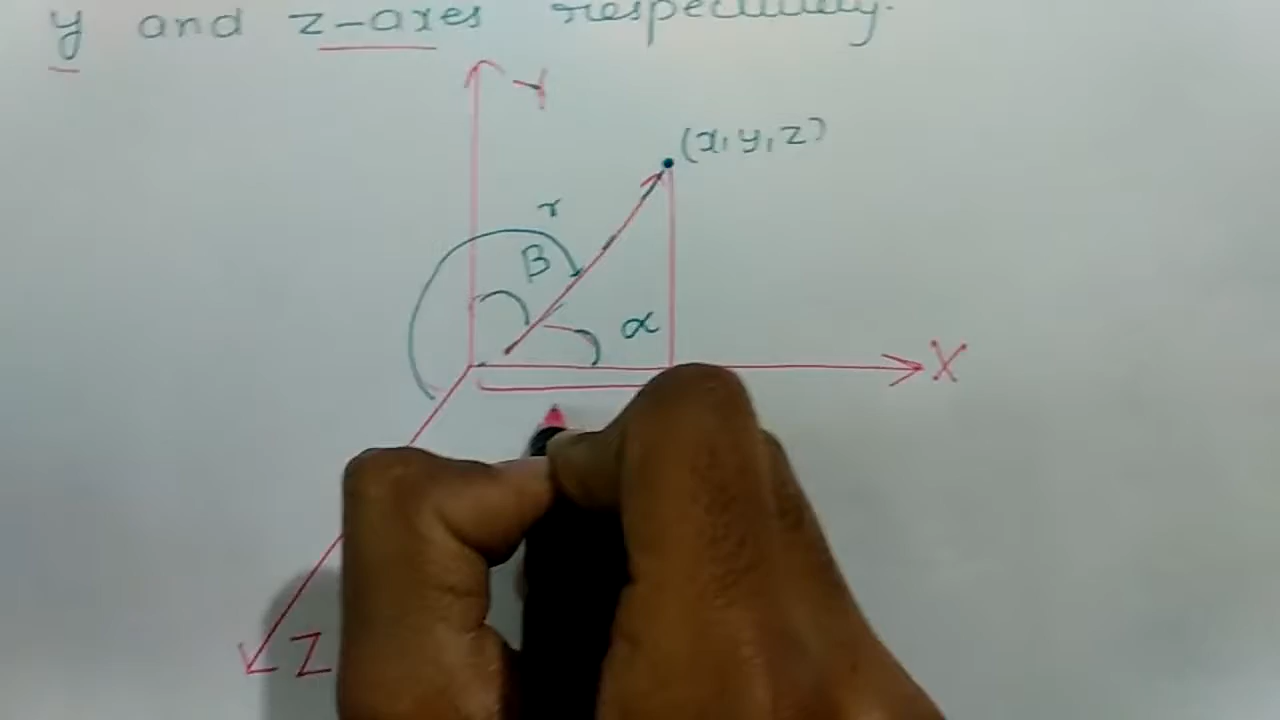 y and z-axes respectively.
Y
(x, y, z)
r
β
α
X
Z